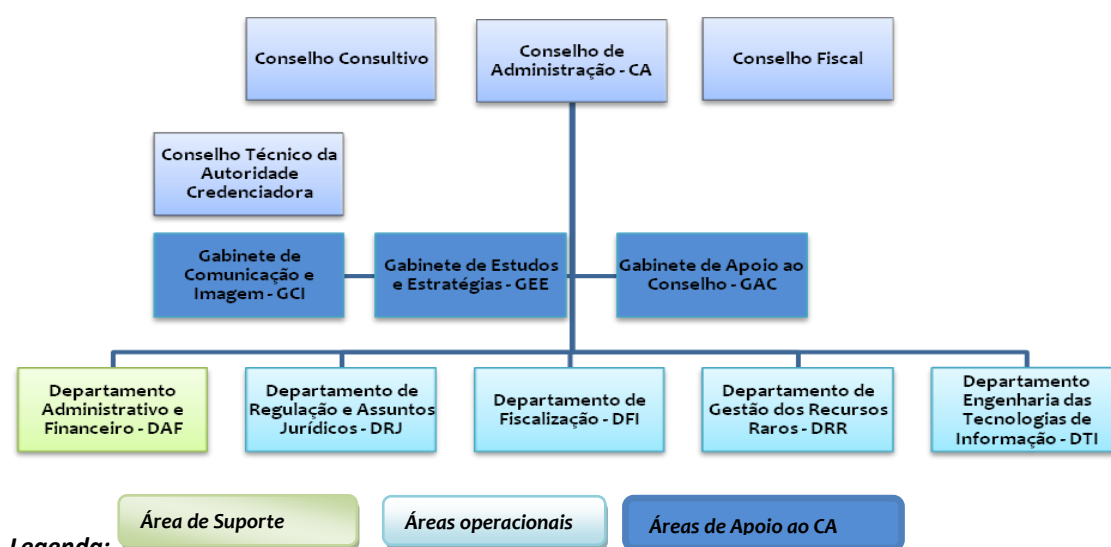 Conselho Consultivo
Conselho de
Administração - CA
Conselho Fiscal
Conselho Técnico da
Autoridade
Credenciadora
Gabinete de
Comunicação e
Imagem - GCI
Gabinete de Estudos
e Estratégias - GEE
Gabinete de Apoio ao
Conselho - GAC
Departamento
Administrativo e
Financeiro - DAF
Departamento de
Regulação e Assuntos
Jurídicos - DRJ
Departamento de
Fiscalização - DFI
Departamento de
Gestão dos Recursos
Raros - DRR
Departamento
Engenharia das
Tecnologias de
Informação - DTI
Legenda:
Área de Suporte
Áreas operacionais
Áreas de Apoio ao CA